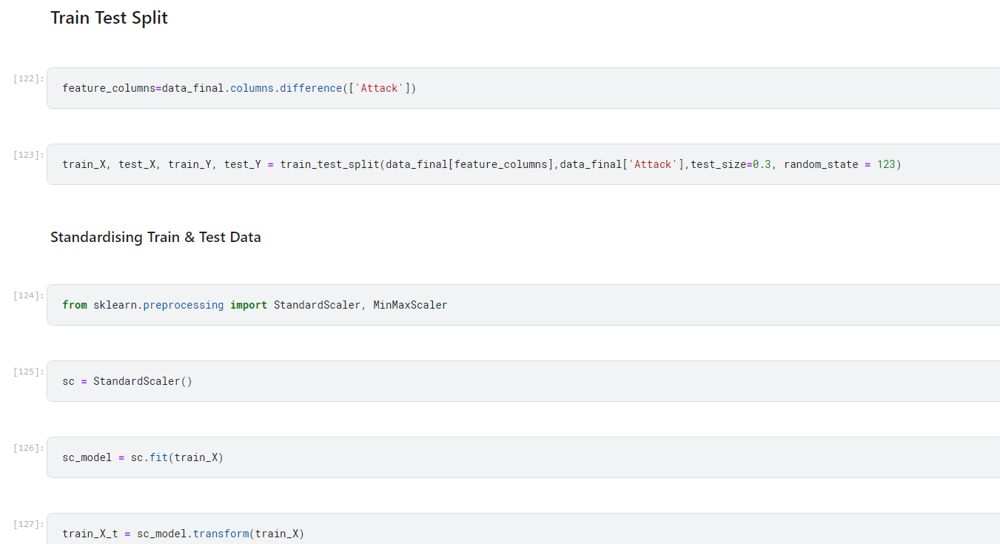 Train Test Split
[122]:
feature_columns=data_final.columns.difference(['Attack'])
[123]:
train_X, test_X, train_Y, test_Y = train_test_split(data_final[feature_columns],data_final['Attack'],test_size=0.3, random_state = 123)
Standardising Train & Test Data
[124]:
from sklearn.preprocessing import StandardScaler, MinMaxScaler
[125]:
sc = StandardScaler()
[126]:
sc_model = sc.fit(train_X)
[127]:
train_X_t = sc_model.transform(train_X)